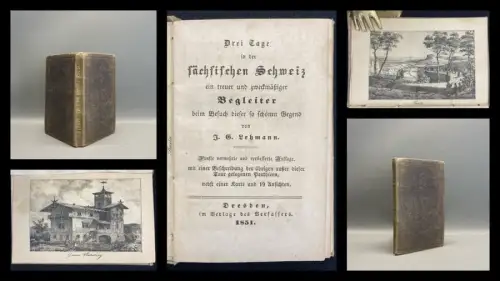 Drei Tage
in der
sächsischen Schweiz
ein treuer und zweckmäßiger
Begleiter
beim Besuch dieser so schönen Gegend
von
J. G. Lehmann.
vermehrte und verbesserte Auflage,
mit einer Beschreibung der übrigen außer dieser
Tour gelegenen Parthieen,
nebst einer Karte und 19 Ansichten.
Dresden,
im Verlage des Verfassers.
1851.